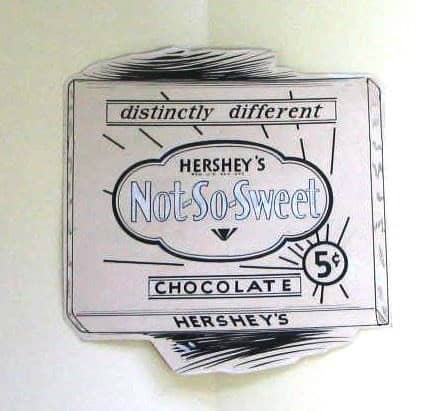 distinctly different
HERSHEY'S
Not-So-Sweet
5¢
CHOCOLATE
HERSHEY'S